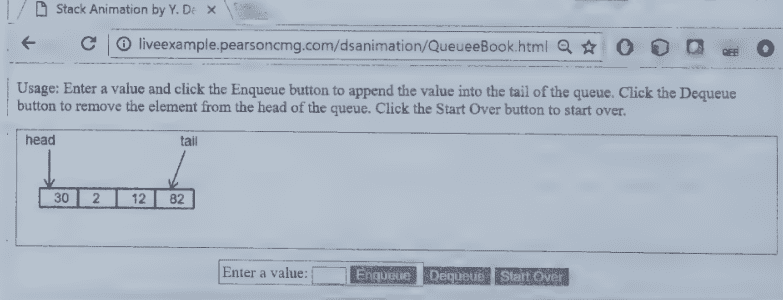 Stack Animation by Y. D
liveexample.pearsoncmg.com/dsanimation/QueueeBook.html
Usage: Enter a value and click the Enqueue button to append the value into the tail of the queue. Click the Dequeue
button to remove the element from the head of the queue. Click the Start Over button to start over.
head tail
30 2 12 82
Enter a value: Enqueue Dequeue Start Over